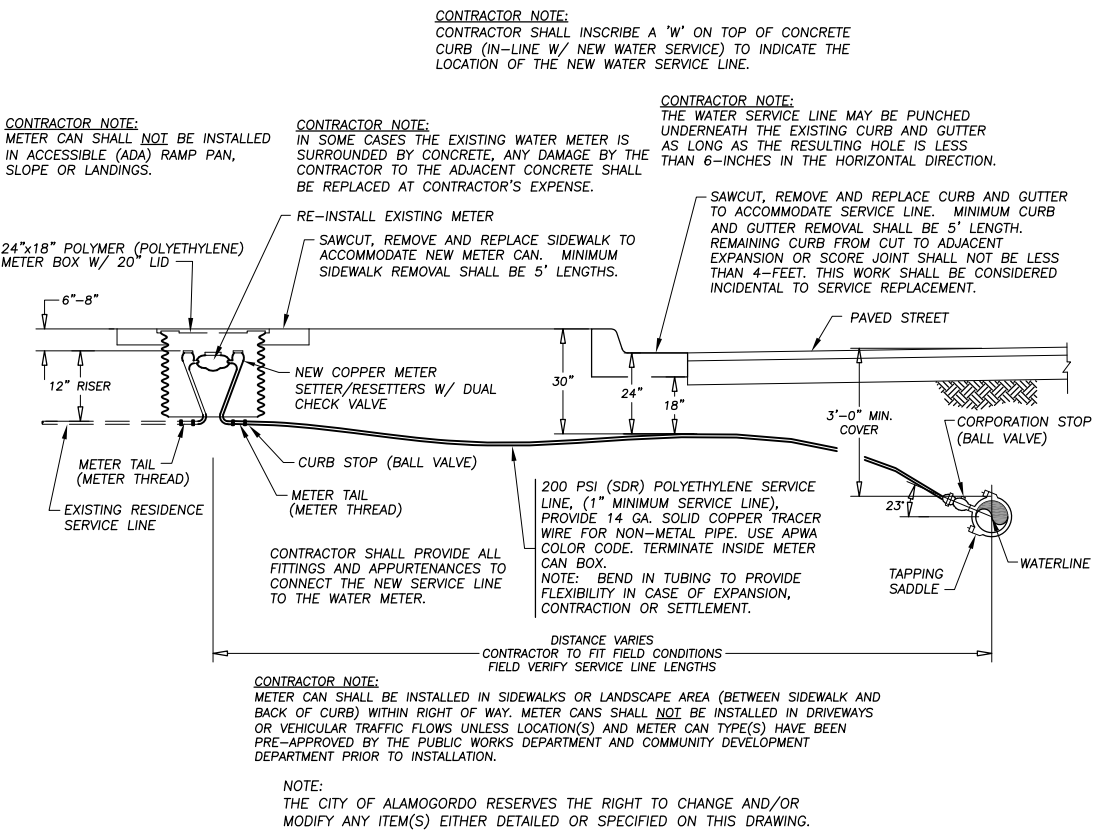 CONTRACTOR NOTE:
CONTRACTOR SHALL INSCRIBE A 'W' ON TOP OF CONCRETE
CURB (IN-LINE W/ NEW WATER SERVICE) TO INDICATE THE
LOCATION OF THE NEW WATER SERVICE LINE.
CONTRACTOR NOTE:
METER CAN SHALL NOT BE INSTALLED
IN ACCESSIBLE (ADA) RAMP PAN,
SLOPE OR LANDINGS.
CONTRACTOR NOTE:
IN SOME CASES THE EXISTING WATER METER IS
SURROUNDED BY CONCRETE, ANY DAMAGE BY THE
CONTRACTOR TO THE ADJACENT CONCRETE SHALL
BE REPLACED AT CONTRACTOR'S EXPENSE.
CONTRACTOR NOTE:
THE WATER SERVICE LINE MAY BE PUNCHED
UNDERNEATH THE EXISTING CURB AND GUTTER
AS LONG AS THE RESULTING HOLE IS LESS
THAN 6-INCHES IN THE HORIZONTAL DIRECTION.
RE-INSTALL EXISTING METER
24"x18" POLYMER (POLYETHYLENE)
METER BOX W/ 20" LID
SAWCUT, REMOVE AND REPLACE SIDEWALK TO
ACCOMMODATE NEW METER CAN. MINIMUM
SIDEWALK REMOVAL SHALL BE 5' LENGTHS.
SAWCUT, REMOVE AND REPLACE CURB AND GUTTER
TO ACCOMMODATE SERVICE LINE. MINIMUM CURB
AND GUTTER REMOVAL SHALL BE 5' LENGTH.
REMAINING CURB FROM CUT TO ADJACENT
EXPANSION OR SCORE JOINT SHALL NOT BE LESS
THAN 4-FEET. THIS WORK SHALL BE CONSIDERED
INCIDENTAL TO SERVICE REPLACEMENT.
6"-8"
PAVED STREET
12" RISER
NEW COPPER METER
SETTER/RESETTERS W/ DUAL
CHECK VALVE
30"
24"
18"
3'-0" MIN.
COVER
CORPORATION STOP
(BALL VALVE)
METER TAIL
(METER THREAD)
CURB STOP (BALL VALVE)
METER TAIL
(METER THREAD)
EXISTING RESIDENCE
SERVICE LINE
200 PSI (SDR) POLYETHYLENE SERVICE
LINE, (1" MINIMUM SERVICE LINE),
PROVIDE 14 GA. SOLID COPPER TRACER
WIRE FOR NON-METAL PIPE. USE APWA
COLOR CODE. TERMINATE INSIDE METER
CAN BOX.
NOTE: BEND IN TUBING TO PROVIDE
FLEXIBILITY IN CASE OF EXPANSION,
CONTRACTION OR SETTLEMENT.
23°
CONTRACTOR SHALL PROVIDE ALL
FITTINGS AND APPURTENANCES TO
CONNECT THE NEW SERVICE LINE
TO THE WATER METER.
WATERLINE
TAPPING
SADDLE
DISTANCE VARIES
CONTRACTOR TO FIT FIELD CONDITIONS
FIELD VERIFY SERVICE LINE LENGTHS
CONTRACTOR NOTE:
METER CAN SHALL BE INSTALLED IN SIDEWALKS OR LANDSCAPE AREA (BETWEEN SIDEWALK AND
BACK OF CURB) WITHIN RIGHT OF WAY. METER CANS SHALL NOT BE INSTALLED IN DRIVEWAYS
OR VEHICULAR TRAFFIC FLOWS UNLESS LOCATION(S) AND METER CAN TYPE(S) HAVE BEEN
PRE-APPROVED BY THE PUBLIC WORKS DEPARTMENT AND COMMUNITY DEVELOPMENT
DEPARTMENT PRIOR TO INSTALLATION.
NOTE:
THE CITY OF ALAMOGORDO RESERVES THE RIGHT TO CHANGE AND/OR
MODIFY ANY ITEM(S) EITHER DETAILED OR SPECIFIED ON THIS DRAWING.